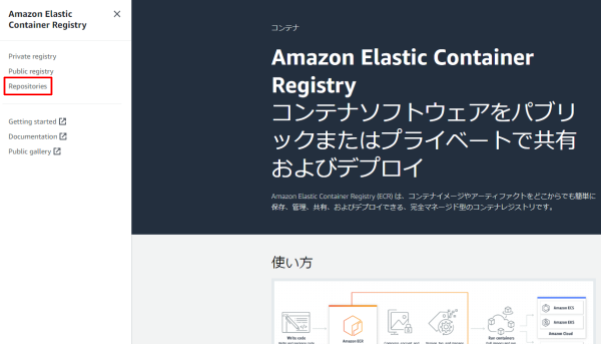 Amazon Elastic
Container Registry
Private registry
Public registry
Repositories
Getting started
Documentation
Public gallery
コンテナ
Amazon Elastic Container
Registry
コンテナソフトウェアをパブリ
ックまたはプライベートで共有
およびデプロイ
Amazon Elastic Container Registry (ECR) は、コンテナイメージやアーティファクトをどこからでも簡単に
保存、管理、共有、およびデプロイできる、完全マネージド型のコンテナレジストリです。
使い方
Write code
Amazon ECR
Run containers
Amazon ECS
Amazon EKS
Amazon Cloud